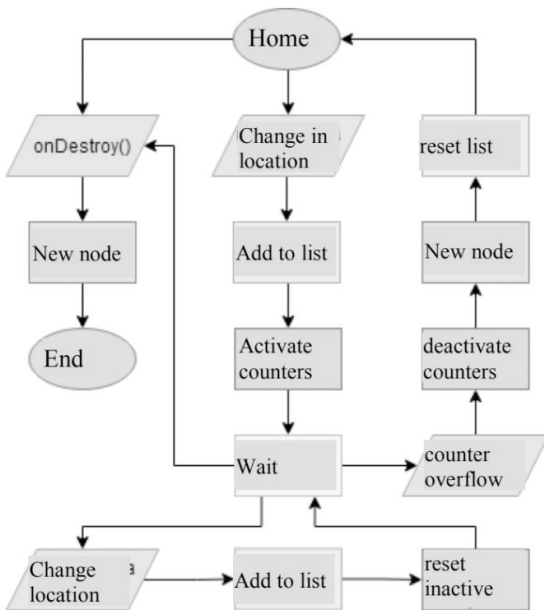 Home
onDestroy()
Change in
location
reset list
New node
Add to list
New node
End
Activate
counters
deactivate
counters
Wait
counter
overflow
Change
location
a
Add to list
reset
inactive